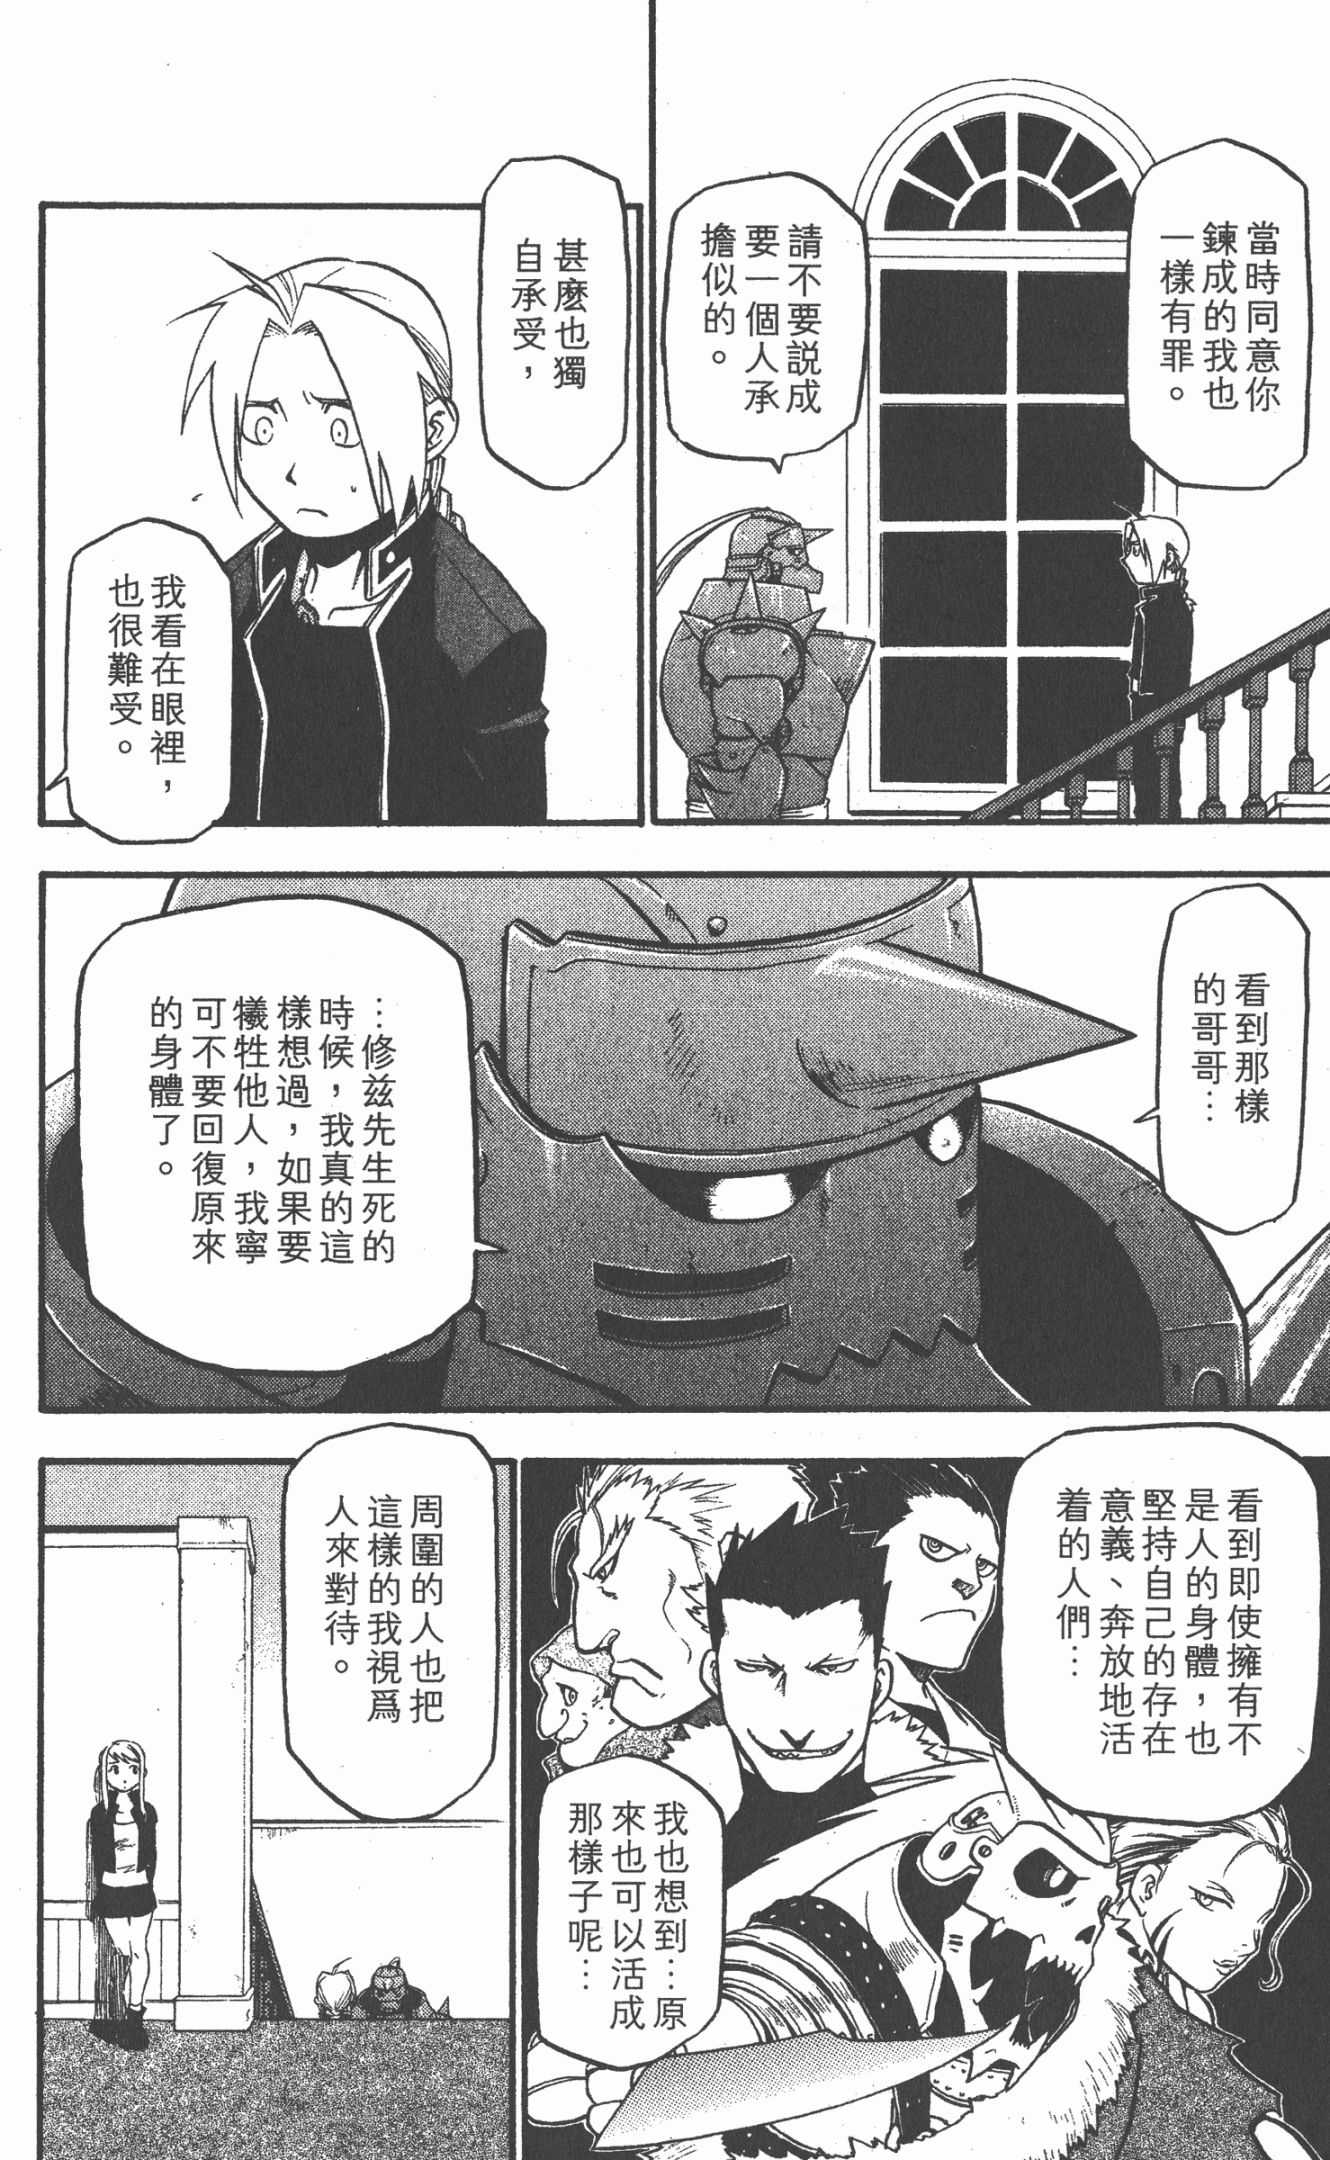 當時同意你
鍊成的我也
一樣有罪。
請不要説成
要一個人承
擔似的。
甚麽也獨
自承受，
我看在眼裡，
也很難受。
看到那樣
的哥哥…
…修兹先生死的
時候，我真的這
樣想過，如果要
犧牲他人，我寧
可不要回復原來
的身體了。
看到即使擁有不
是人的身體，也
堅持自己的存在
意義、奔放地活
着的人們…
我也想到…原
來也可以活成
那樣子呢…
周圍的人也把
這樣的我視爲
人來對待。